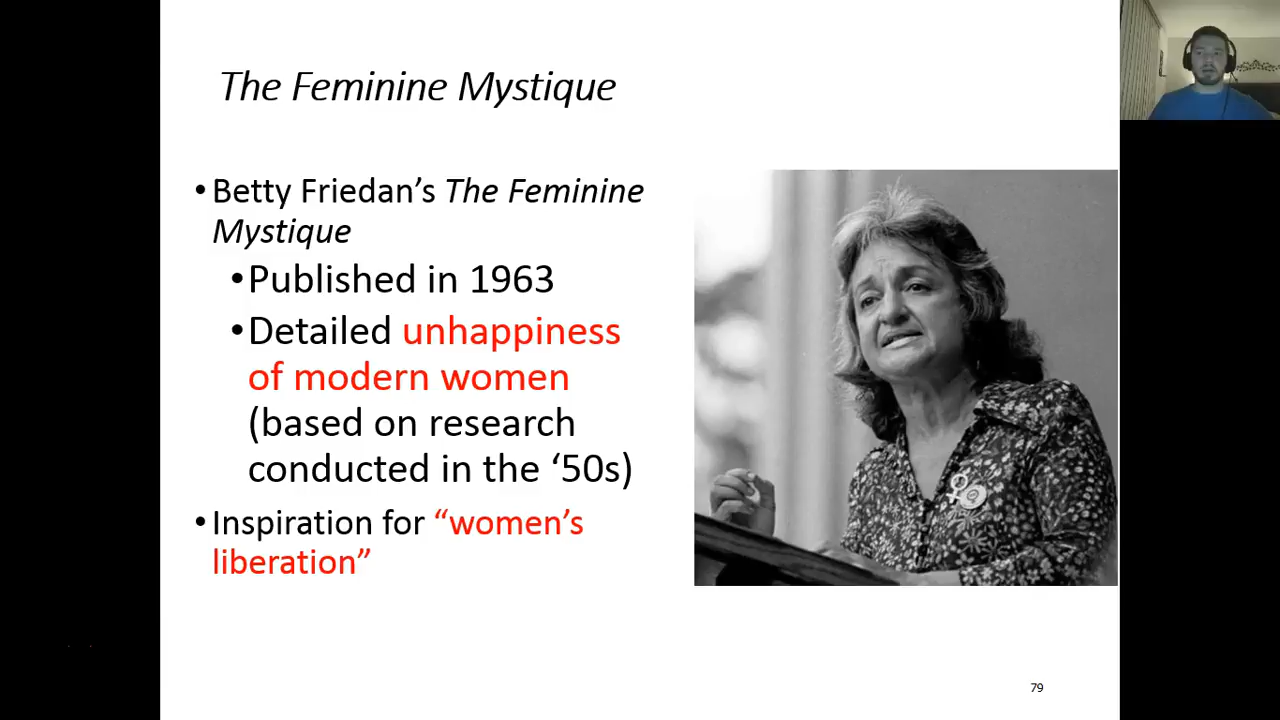 The Feminine Mystique
• Betty Friedan’s The Feminine
Mystique
• Published in 1963
• Detailed unhappiness
of modern women
(based on research
conducted in the ‘50s)
• Inspiration for “women’s
liberation”
79